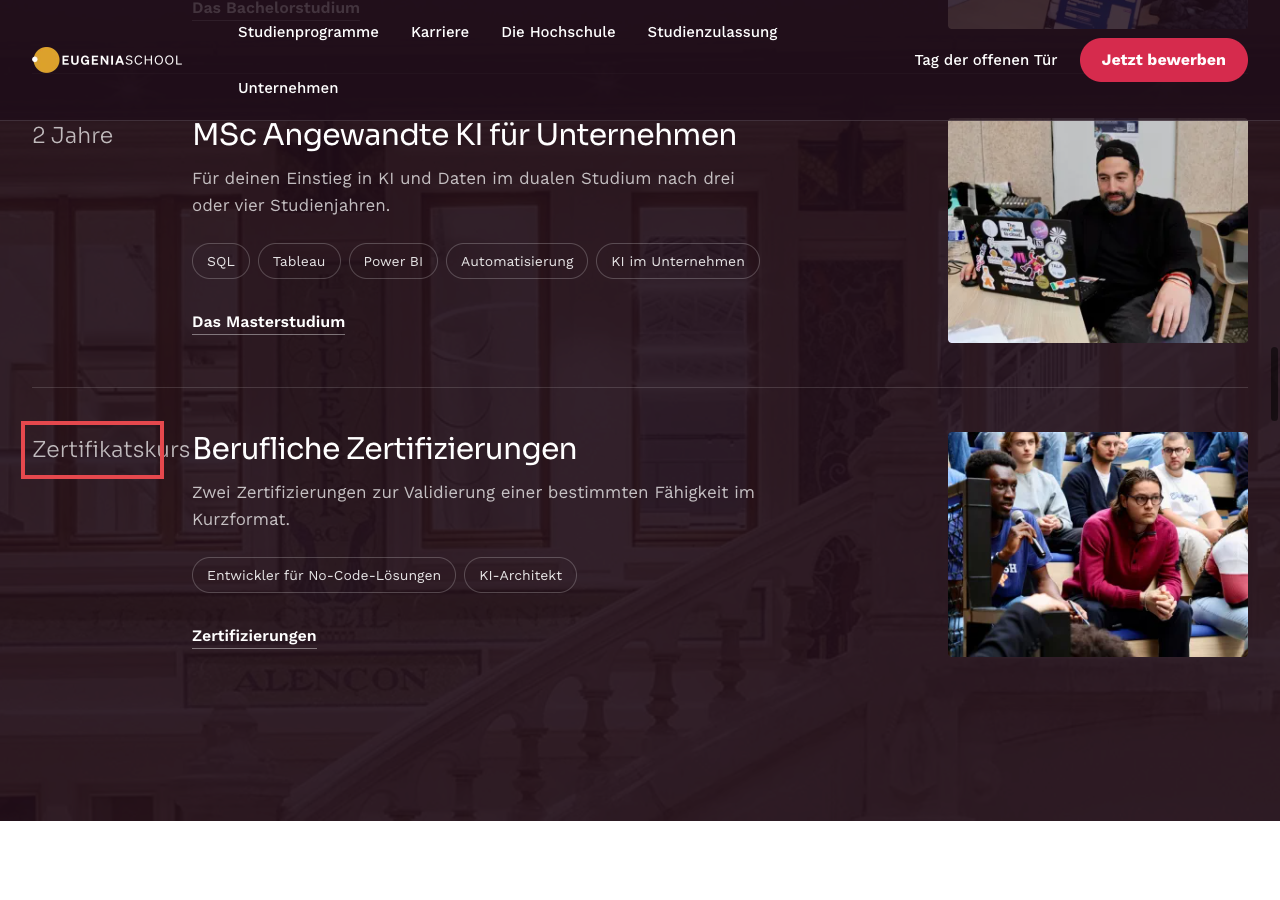 Das Bachelorstudium
EUGENIASCHOOL
Studienprogramme
Karriere
Die Hochschule
Studienzulassung
Unternehmen
Tag der offenen Tür
Jetzt bewerben
2 Jahre
MSc Angewandte KI für Unternehmen
Für deinen Einstieg in KI und Daten im dualen Studium nach drei
oder vier Studienjahren.
SQL
Tableau
Power BI
Automatisierung
KI im Unternehmen
Das Masterstudium
Zertifikatskurs
Berufliche Zertifizierungen
Zwei Zertifizierungen zur Validierung einer bestimmten Fähigkeit im
Kurzformat.
Entwickler für No-Code-Lösungen
KI-Architekt
Zertifizierungen
ALENÇON